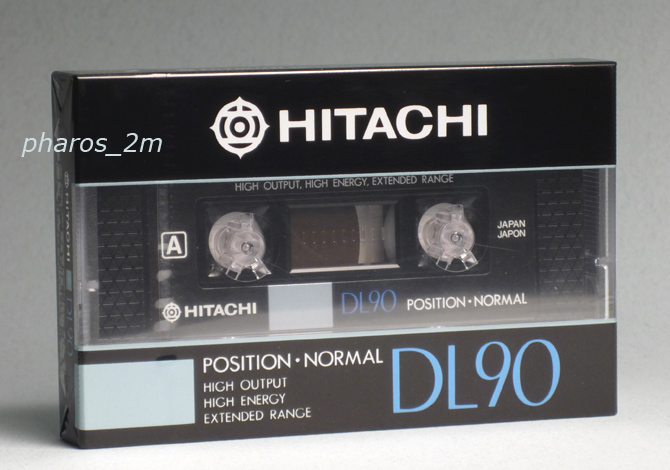 HITACHI
pharos_2m
HIGH OUTPUT, HIGH ENERGY, EXTENDED RANGE
A
JAPAN
JAPON
HITACHI
HITACHI DL90 POSITION•NORMAL
POSITION•NORMAL DL90
HIGH OUTPUT
HIGH ENERGY
EXTENDED RANGE